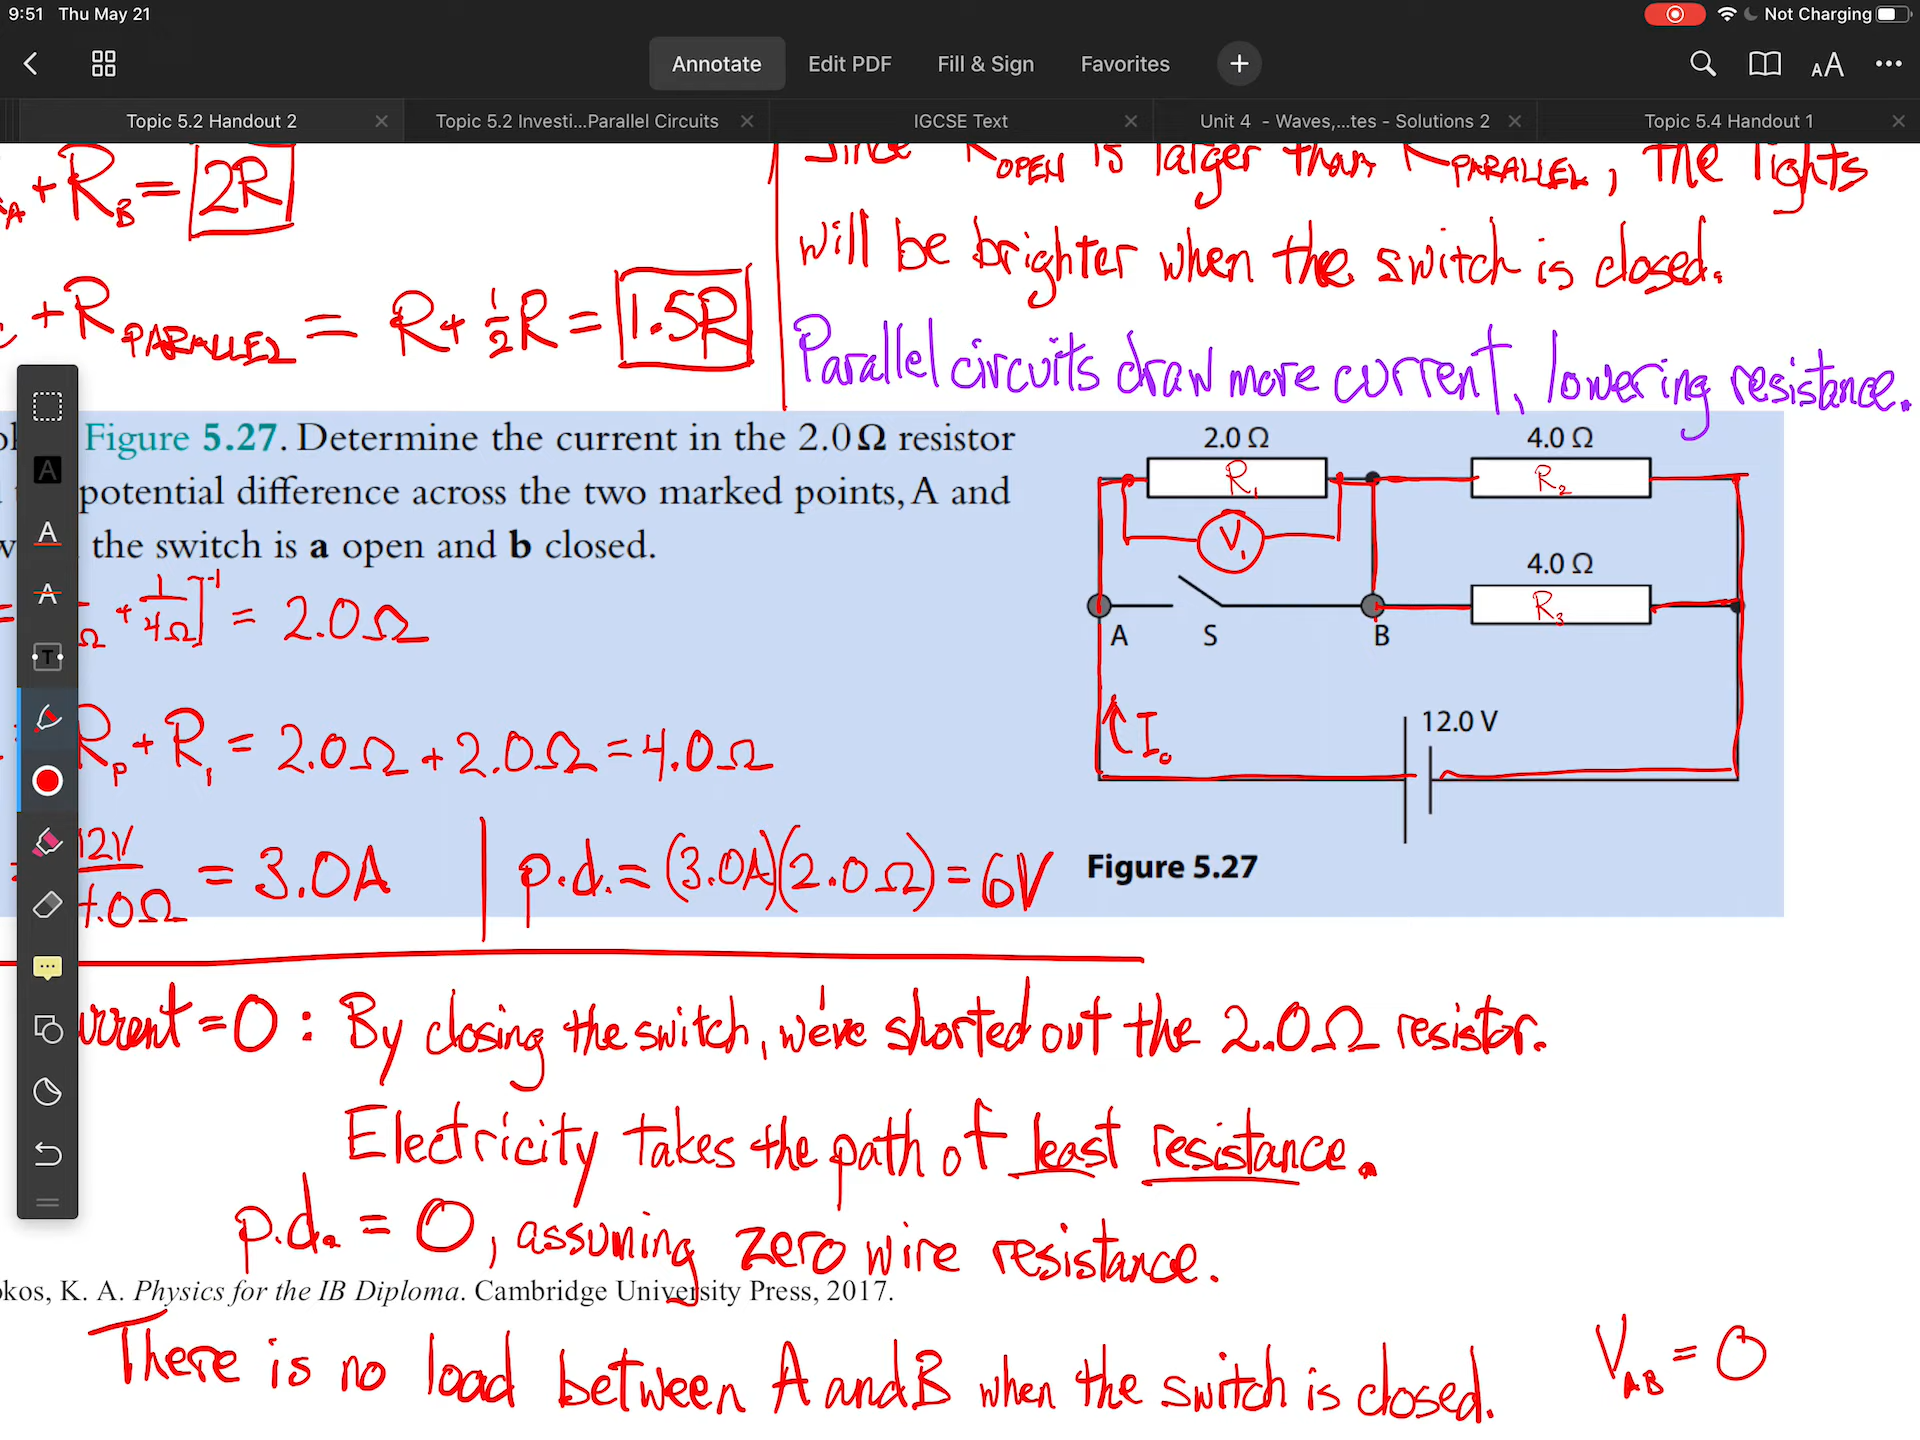 9:51 Thu May 21
Not Charging
Annotate Edit PDF Fill & Sign Favorites +
AA
Topic 5.2 Handout 2
Topic 5.2 Investi...Parallel Circuits
IGCSE Text
Unit 4 - Waves,...tes - Solutions 2
Topic 5.4 Handout 1
A + R_B = 2R
+ R_PARALLEL = R + 1/2 R = 1.5R
Since R_OPEN is larger than R_PARALLEL, the lights
will be brighter when the switch is closed.
Parallel circuits draw more current, lowering resistance.
Figure 5.27. Determine the current in the 2.0 Ω resistor
potential difference across the two marked points, A and
the switch is a open and b closed.
+ 1/4Ω]^-1 = 2.0Ω
R_p + R_1 = 2.0Ω + 2.0Ω = 4.0Ω
12V/4.0Ω = 3.0A | p.d. = (3.0A)(2.0Ω) = 6V
2.0 Ω
R_1
4.0 Ω
R_2
V_1
4.0 Ω
R_3
A
S
B
I_0
12.0 V
Figure 5.27
urrent = 0 : By closing the switch, we've shorted out the 2.0Ω resistor.
Electricity takes the path of least resistance.
p.d. = 0, assuming zero wire resistance.
kos, K. A. Physics for the IB Diploma. Cambridge University Press, 2017.
There is no load between A and B when the switch is closed.
V_AB = 0